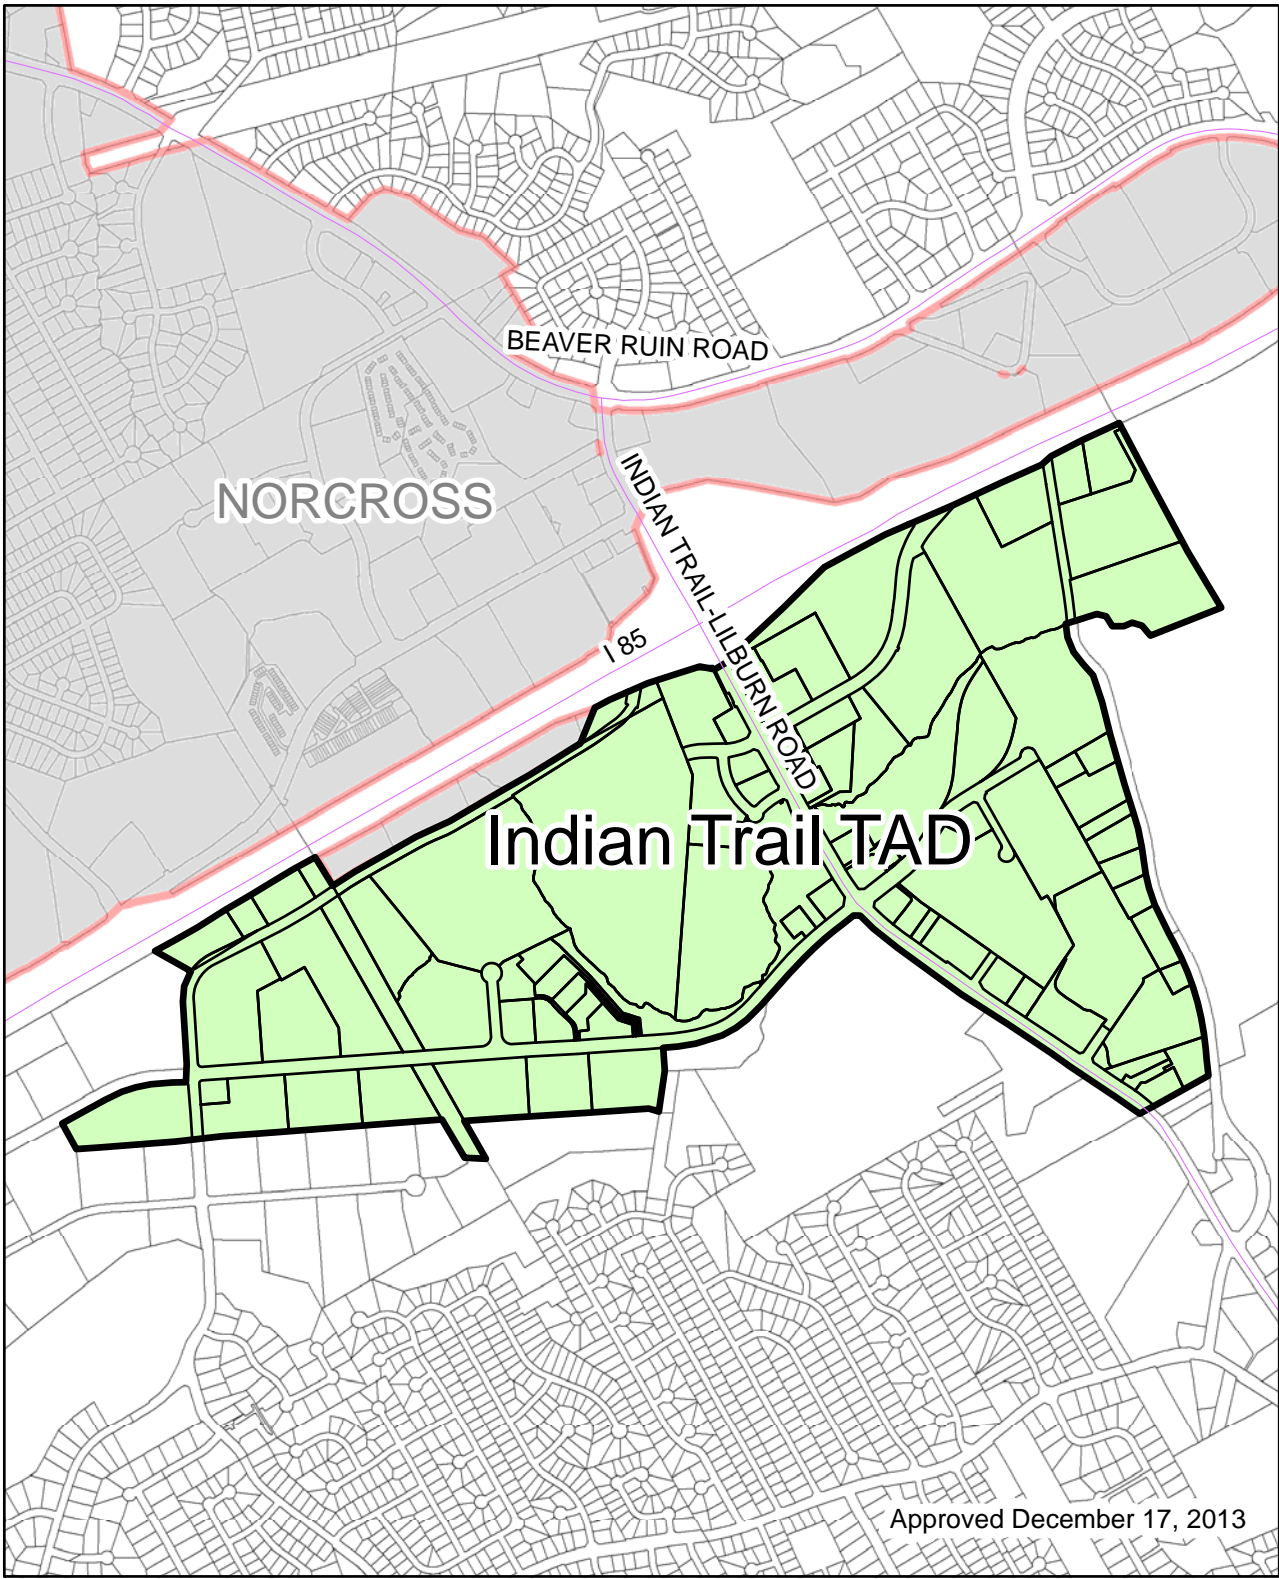 BEAVER RUIN ROAD
INDIAN TRAIL-LILBURN ROAD
NORCROSS
I 85
Indian Trail TAD
Approved December 17, 2013